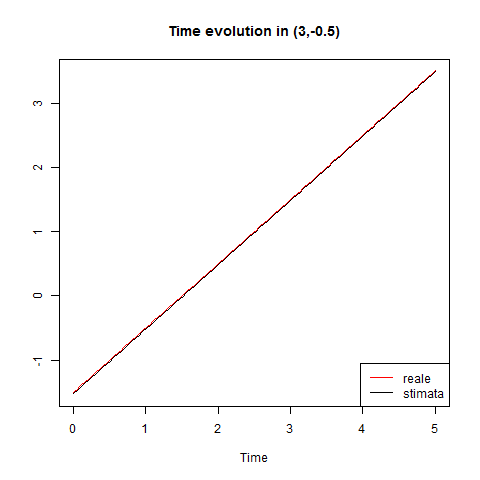 Time evolution in (3,-0.5)
3
2
1
0
-1
reale
stimata
0 1 2 3 4 5
Time